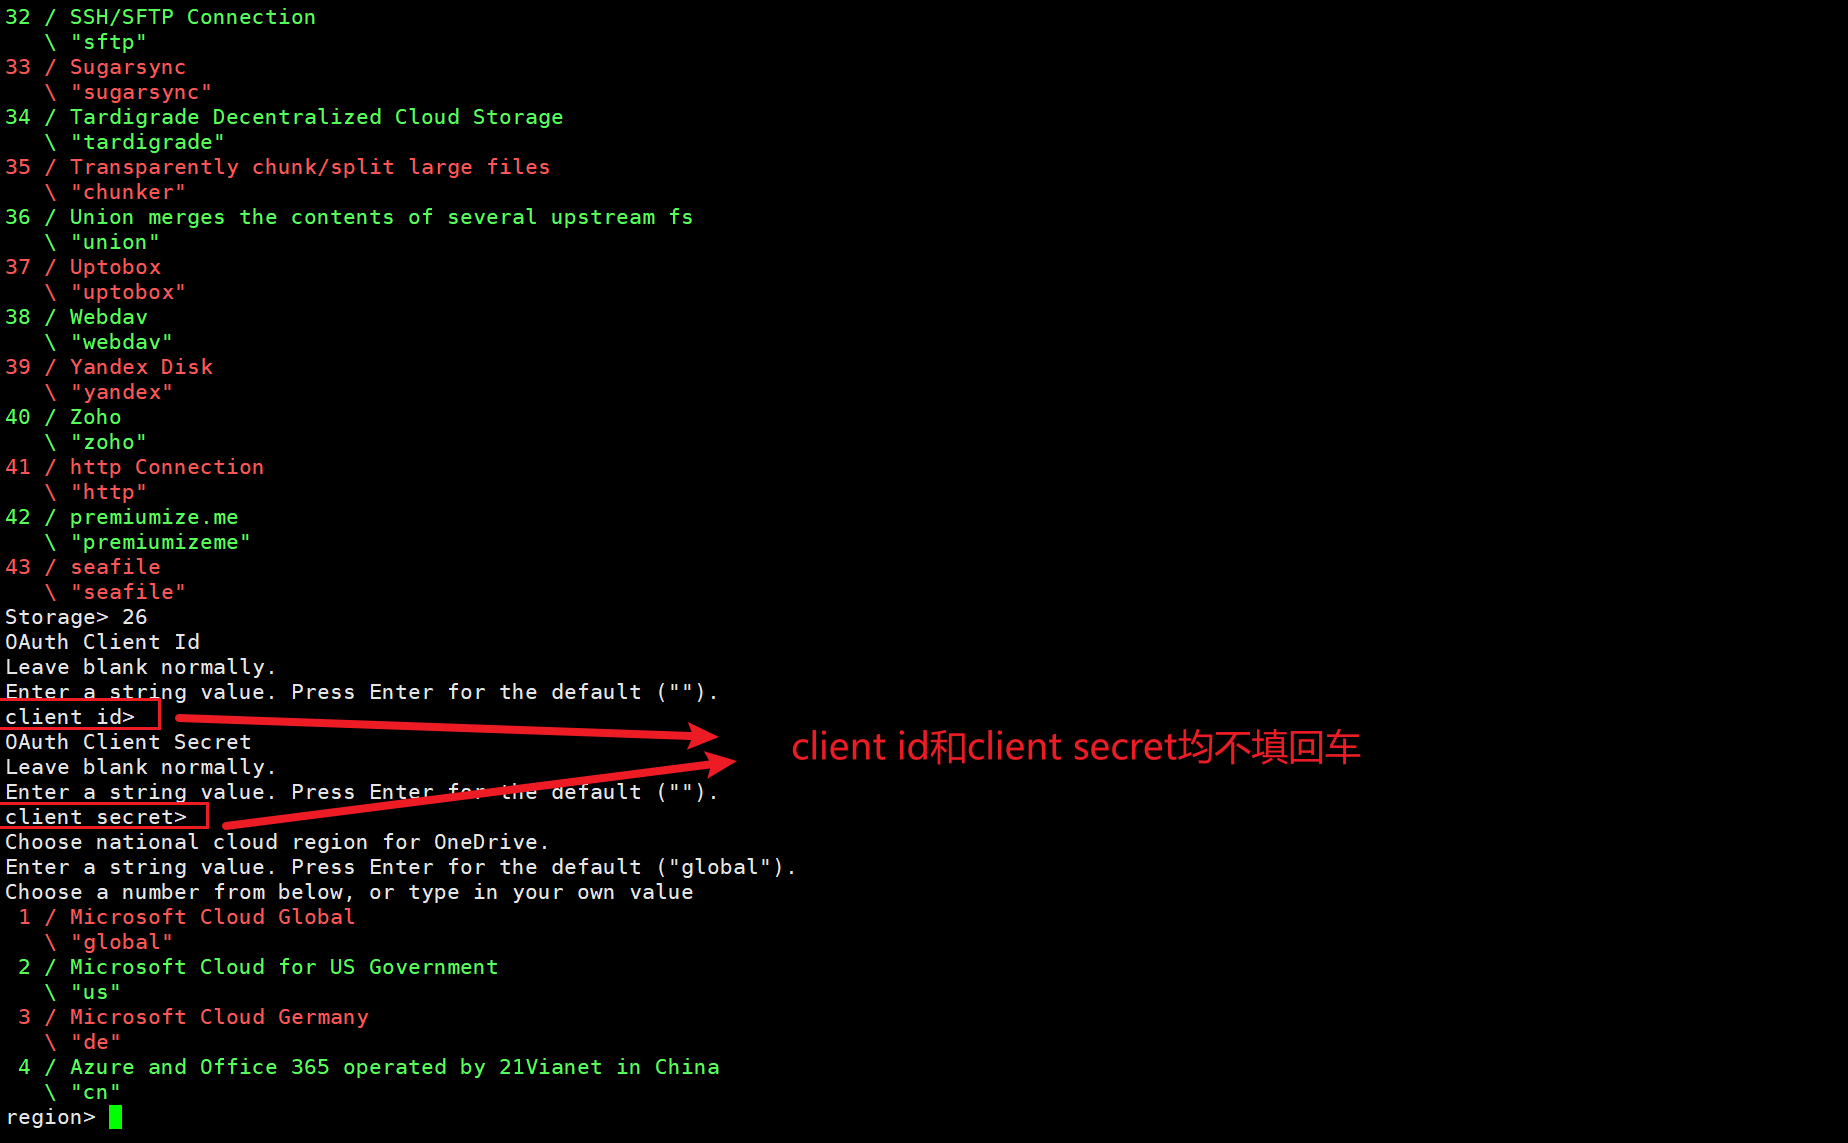 32 / SSH/SFTP Connection
\ "sftp"
33 / Sugarsync
\ "sugarsync"
34 / Tardigrade Decentralized Cloud Storage
\ "tardigrade"
35 / Transparently chunk/split large files
\ "chunker"
36 / Union merges the contents of several upstream fs
\ "union"
37 / Uptobox
\ "uptobox"
38 / Webdav
\ "webdav"
39 / Yandex Disk
\ "yandex"
40 / Zoho
\ "zoho"
41 / http Connection
\ "http"
42 / premiumize.me
\ "premiumizeme"
43 / seafile
\ "seafile"
Storage> 26
OAuth Client Id
Leave blank normally.
Enter a string value. Press Enter for the default ("").
client_id>
OAuth Client Secret
Leave blank normally.
Enter a string value. Press Enter for the default ("").
client_secret>
client id和client secret均不填回车
Choose national cloud region for OneDrive.
Enter a string value. Press Enter for the default ("global").
Choose a number from below, or type in your own value
1 / Microsoft Cloud Global
\ "global"
2 / Microsoft Cloud for US Government
\ "us"
3 / Microsoft Cloud Germany
\ "de"
4 / Azure and Office 365 operated by 21Vianet in China
\ "cn"
region>